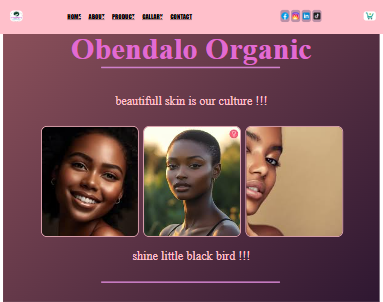 HOME ABOUT PRODUCT GALLARY CONTACT
Obendalo Organic
beautifull skin is our culture !!!
shine little black bird !!!